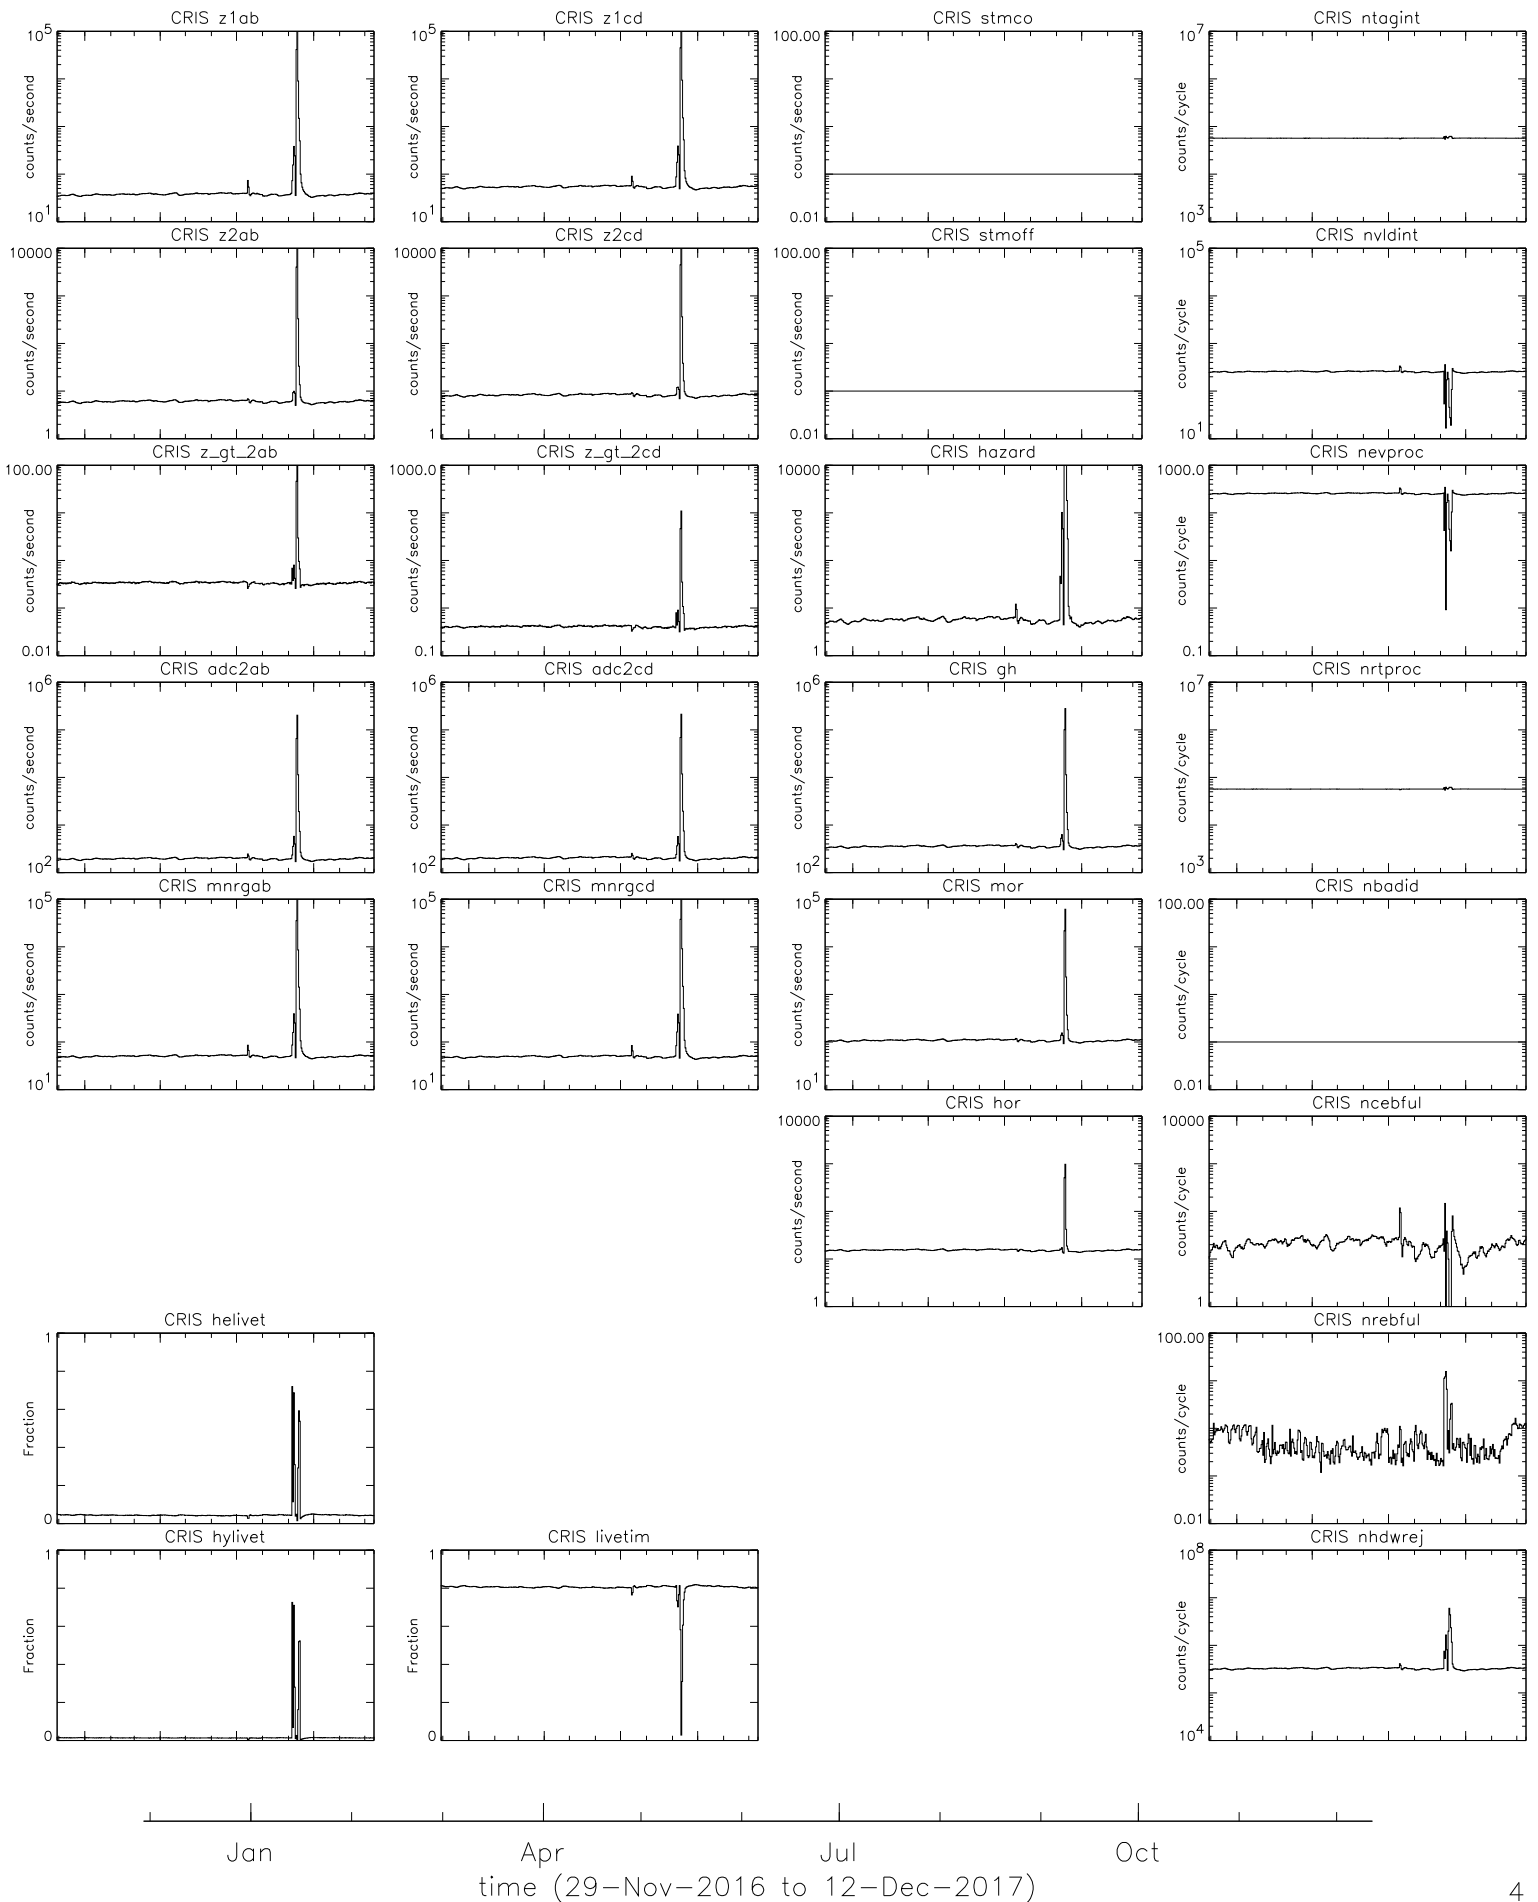 CRIS z1ab
10^5
counts/second
10^1
CRIS z1cd
10^5
counts/second
10^1
CRIS stmco
100.00
counts/second
0.01
CRIS ntagint
10^7
counts/cycle
10^3
CRIS z2ab
10000
counts/second
1
CRIS z2cd
10000
counts/second
1
CRIS stmoff
100.00
counts/second
0.01
CRIS nvldint
10^5
counts/cycle
10^1
CRIS z_gt_2ab
100.00
counts/second
0.01
CRIS z_gt_2cd
1000.0
counts/second
0.1
CRIS hazard
10000
counts/second
1
CRIS nevproc
1000.0
counts/cycle
0.1
CRIS adc2ab
10^6
counts/second
10^2
CRIS adc2cd
10^6
counts/second
10^2
CRIS gh
10^6
counts/second
10^2
CRIS nrtproc
10^7
counts/cycle
10^3
CRIS mnrgab
10^5
counts/second
10^1
CRIS mnrgcd
10^5
counts/second
10^1
CRIS mor
10^5
counts/second
10^1
CRIS nbadid
100.00
counts/cycle
0.01
CRIS hor
10000
counts/second
1
CRIS ncebful
10000
counts/cycle
1
CRIS helivet
1
Fraction
0
CRIS nrebful
100.00
counts/cycle
0.01
CRIS hylivet
1
Fraction
0
CRIS livetim
1
Fraction
0
CRIS nhdwrej
10^8
counts/cycle
10^4
Jan Apr Jul Oct
time (29-Nov-2016 to 12-Dec-2017)
4